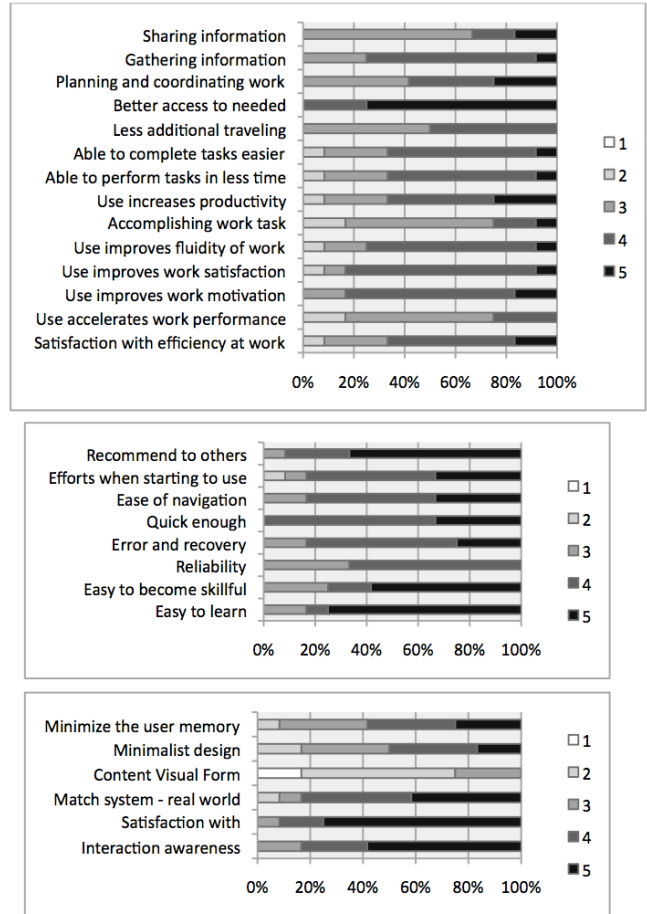 Sharing information
Gathering information
Planning and coordinating work
Better access to needed
Less additional traveling
Able to complete tasks easier
Able to perform tasks in less time
Use increases productivity
Accomplishing work task
Use improves fluidity of work
Use improves work satisfaction
Use improves work motivation
Use accelerates work performance
Satisfaction with efficiency at work
0% 20% 40% 60% 80% 100%
1
2
3
4
5
Recommend to others
Efforts when starting to use
Ease of navigation
Quick enough
Error and recovery
Reliability
Easy to become skillful
Easy to learn
0% 20% 40% 60% 80% 100%
1
2
3
4
5
Minimize the user memory
Minimalist design
Content Visual Form
Match system - real world
Satisfaction with
Interaction awareness
0% 20% 40% 60% 80% 100%
1
2
3
4
5